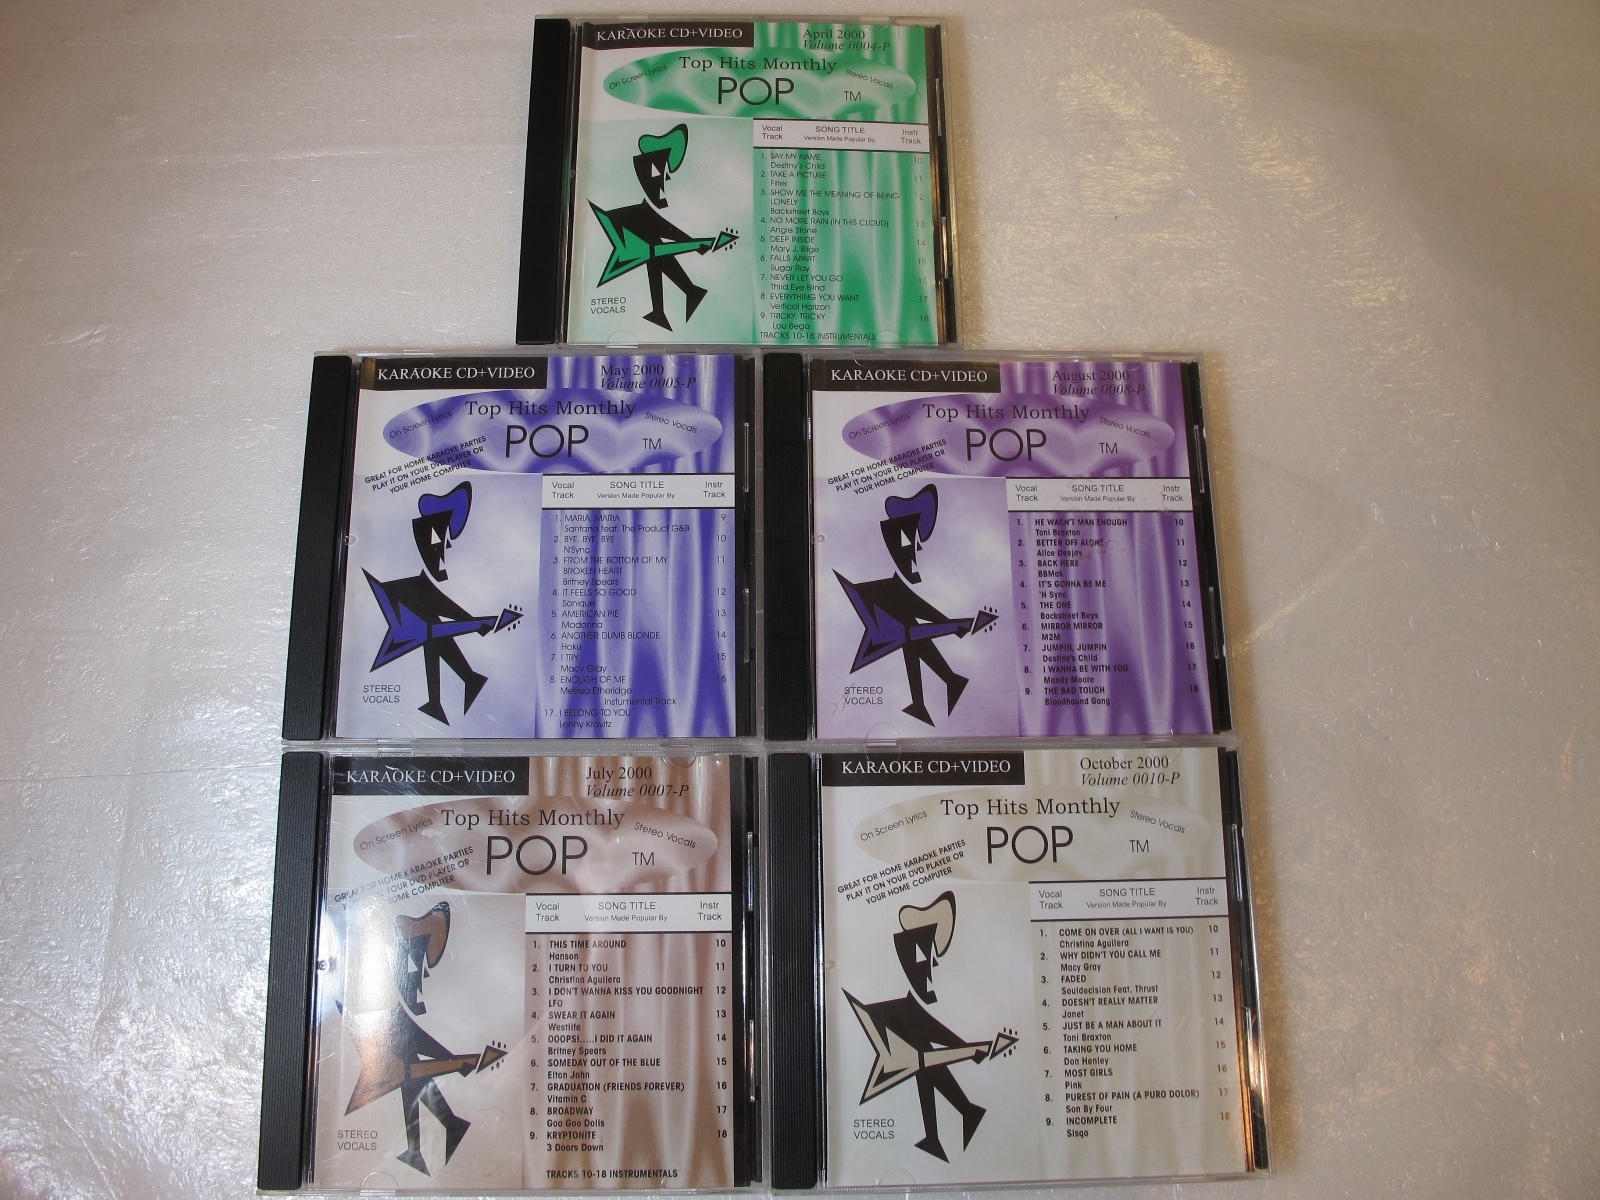 KARAOKE CD+VIDEO
April 2000
Volume 0004-P
Top Hits Monthly
On Screen Lyrics
Stereo Vocals
POP TM
Vocal Track SONG TITLE Instr Track
Version Made Popular By
1. SAY MY NAME 10
Destiny's Child
2. TAKE A PICTURE 11
Filter
3. SHOW ME THE MEANING OF BEING 12
LONELY
Backstreet Boys
4. NO MORE RAIN (IN THIS CLOUD) 13
Angie Stone
5. DEEP INSIDE 14
Mary J. Blige
6. FALLS APART 15
Sugar Ray
7. NEVER LET YOU GO 16
Third Eye Blind
8. EVERYTHING YOU WANT 17
Vertical Horizon
9. TRICKY, TRICKY 18
Lou Bega
TRACKS 10-18 INSTRUMENTALS
STEREO
VOCALS
KARAOKE CD+VIDEO
May 2000
Volume 0005-P
Top Hits Monthly
On Screen Lyrics
Stereo Vocals
POP TM
GREAT FOR HOME KARAOKE PARTIES
PLAY IT ON YOUR DVD PLAYER OR
YOUR HOME COMPUTER
Vocal Track SONG TITLE Instr Track
Version Made Popular By
1. MARIA, MARIA 9
Santana feat. The Product G&B
2. BYE, BYE, BYE 10
N'Sync
3. FROM THE BOTTOM OF MY 11
BROKEN HEART
Britney Spears
4. IT FEELS SO GOOD 12
Sonique
5. AMERICAN PIE 13
Madonna
6. ANOTHER DUMB BLONDE 14
Hoku
7. I TRY 15
Macy Gray
8. ENOUGH OF ME 16
Melissa Etheridge
Instumental Track
17. I BELONG TO YOU
Lenny Kravitz
STEREO
VOCALS
KARAOKE CD+VIDEO
August 2000
Volume 0008-P
Top Hits Monthly
On Screen Lyrics
Stereo Vocals
POP TM
GREAT FOR HOME KARAOKE PARTIES
PLAY IT ON YOUR DVD PLAYER OR
YOUR HOME COMPUTER
Vocal Track SONG TITLE Instr Track
Version Made Popular By
1. HE WASN'T MAN ENOUGH 10
Toni Braxton
2. BETTER OFF ALONE 11
Alice Deejay
3. BACK HERE 12
BBMak
4. IT'S GONNA BE ME 13
'N Sync
5. THE ONE 14
Backstreet Boys
6. MIRROR MIRROR 15
M2M
7. JUMPIN, JUMPIN 16
Destiny's Child
8. I WANNA BE WITH YOU 17
Mandy Moore
9. THE BAD TOUCH 18
Bloodhound Gang
STEREO
VOCALS
KARAOKE CD+VIDEO
July 2000
Volume 0007-P
Top Hits Monthly
On Screen Lyrics
Stereo Vocals
POP TM
GREAT FOR HOME KARAOKE PARTIES
YOUR DVD PLAYER OR
HOME COMPUTER
Vocal Track SONG TITLE Instr Track
Version Made Popular By
1. THIS TIME AROUND 10
Hanson
2. I TURN TO YOU 11
Christina Aguilera
3. I DON'T WANNA KISS YOU GOODNIGHT 12
LFO
4. SWEAR IT AGAIN 13
Westlife
5. OOOPS!.....I DID IT AGAIN 14
Britney Spears
6. SOMEDAY OUT OF THE BLUE 15
Elton John
7. GRADUATION (FRIENDS FOREVER) 16
Vitamin C
8. BROADWAY 17
Goo Goo Dolls
9. KRYPTONITE 18
3 Doors Down
TRACKS 10-18 INSTRUMENTALS
STEREO
VOCALS
KARAOKE CD+VIDEO
October 2000
Volume 0010-P
Top Hits Monthly
On Screen Lyrics
Stereo Vocals
POP TM
GREAT FOR HOME KARAOKE PARTIES
PLAY IT ON YOUR DVD PLAYER OR
YOUR HOME COMPUTER
Vocal Track SONG TITLE Instr Track
Version Made Popular By
1. COME ON OVER (ALL I WANT IS YOU) 10
Christina Aguilera
2. WHY DIDN'T YOU CALL ME 11
Macy Gray
3. FADED 12
Souldecision Feat. Thrust
4. DOESN'T REALLY MATTER 13
Janet
5. JUST BE A MAN ABOUT IT 14
Toni Braxton
6. TAKING YOU HOME 15
Don Henley
7. MOST GIRLS 16
Pink
8. PUREST OF PAIN (A PURO DOLOR) 17
Son By Four
9. INCOMPLETE 18
Sisqo
STEREO
VOCALS